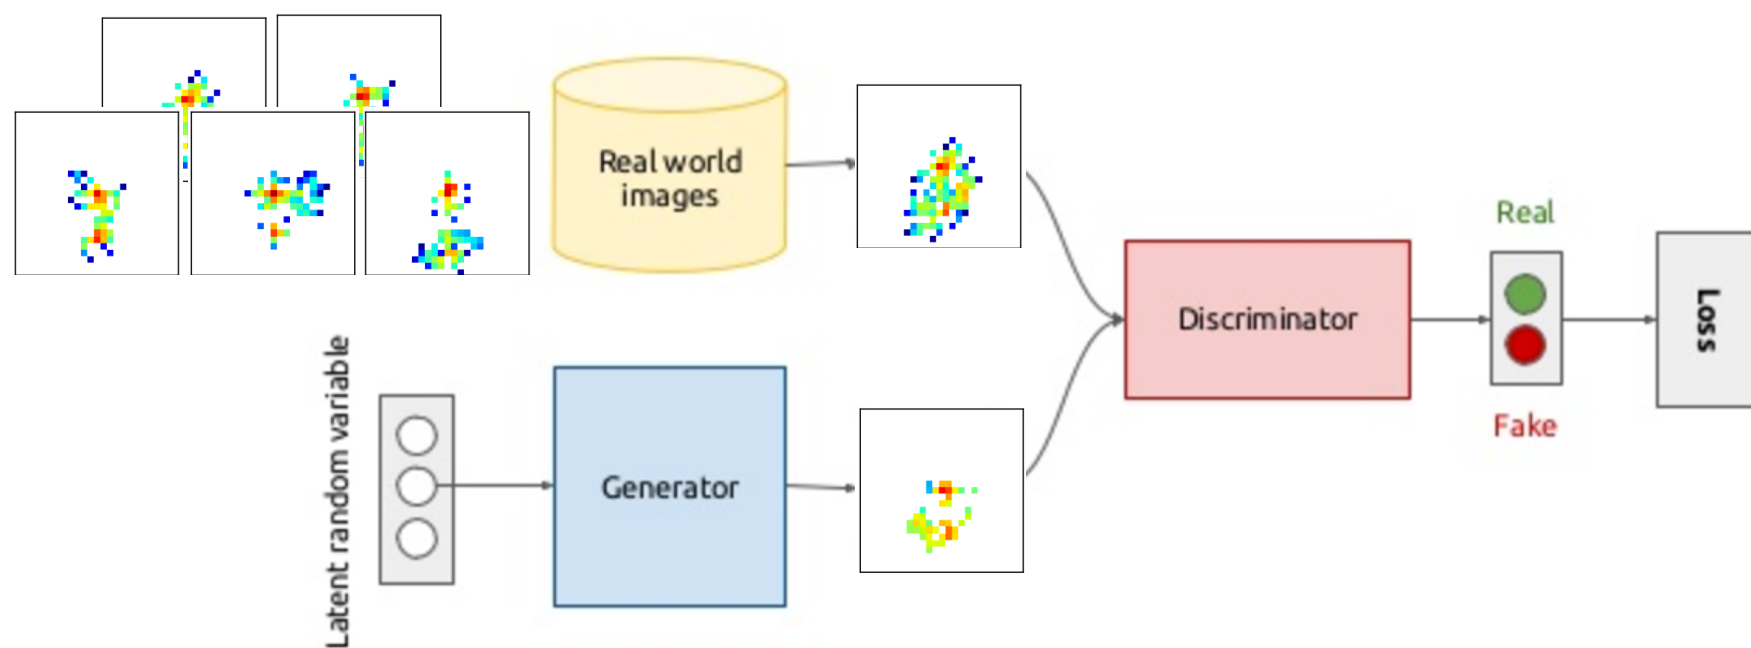 Real world
images
Real
Discriminator
Loss
Fake
Latent random variable
Generator